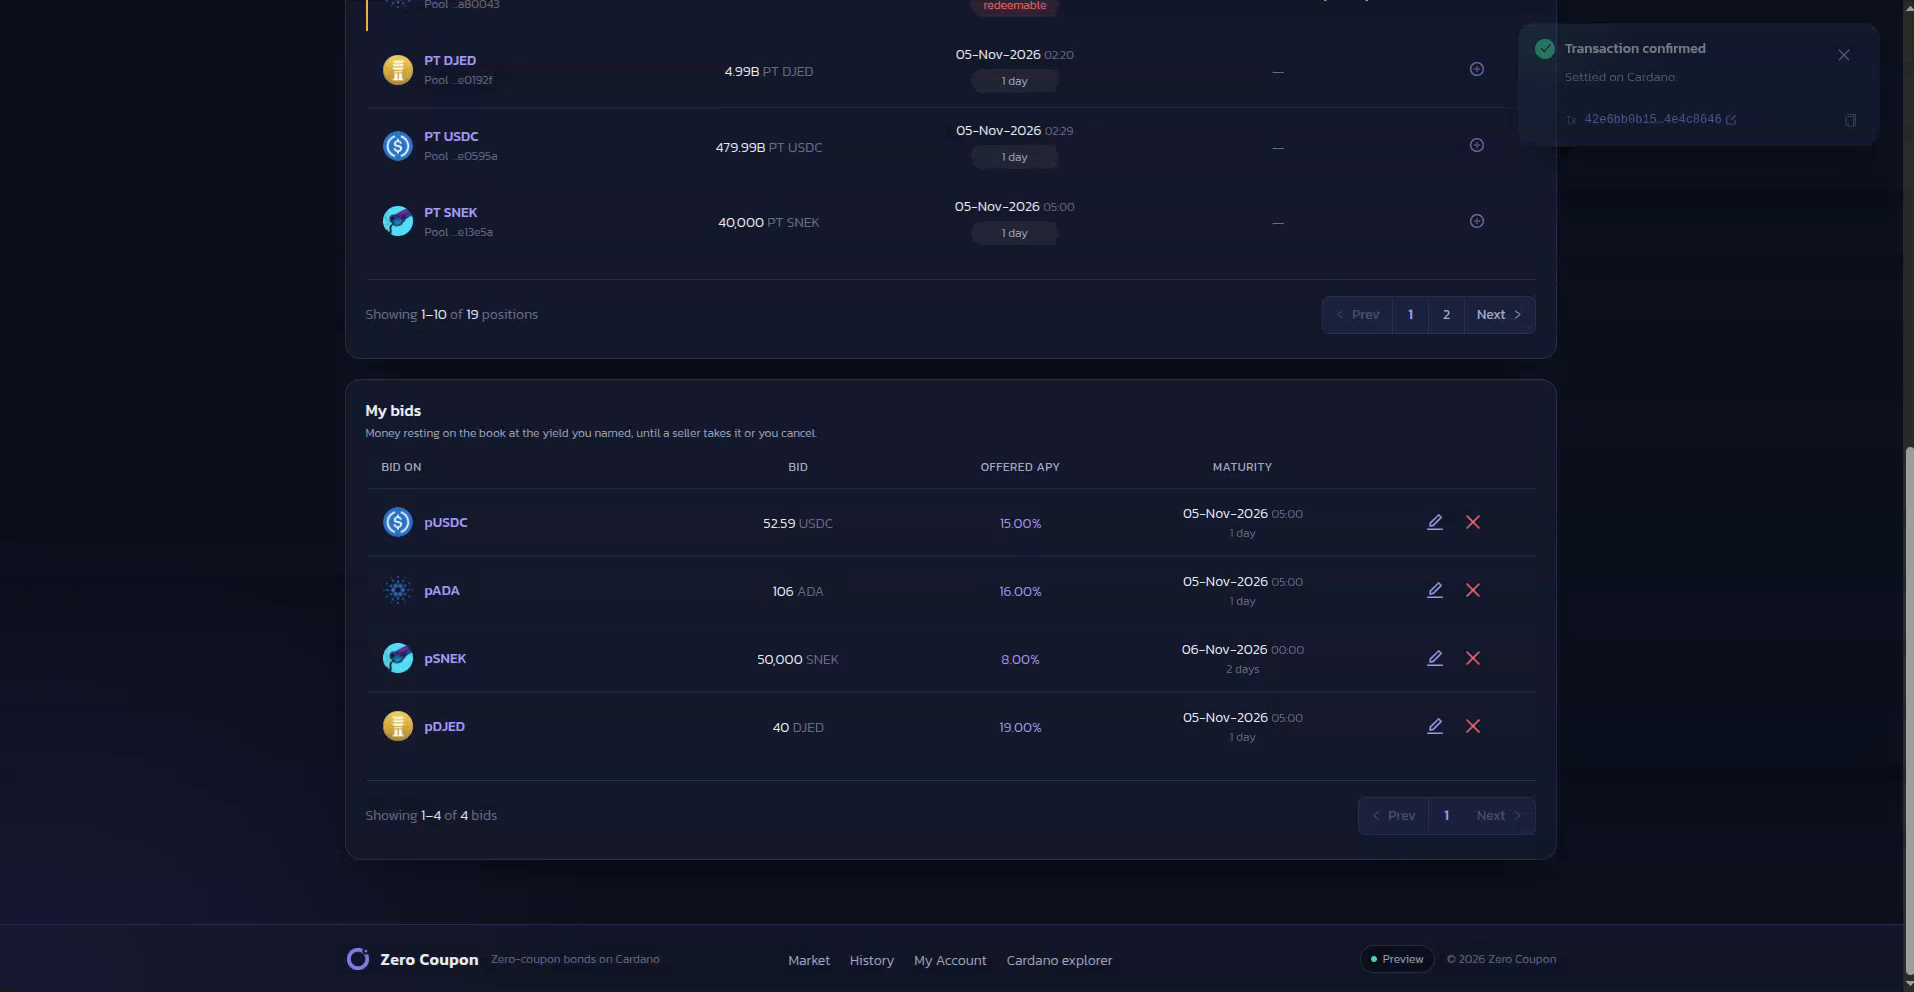 Pool ...a80043
redeemable
PT DJED
Pool ...e0192f
4.99B PT DJED
05-Nov-2026 02:20
1 day
—
PT USDC
Pool ...e0595a
479.99B PT USDC
05-Nov-2026 02:29
1 day
—
PT SNEK
Pool ...e13e5a
40,000 PT SNEK
05-Nov-2026 05:00
1 day
—
Transaction confirmed
Settled on Cardano.
Tx 42e6bb0b15…4e4c8646
Showing 1–10 of 19 positions
< Prev 1 2 Next >
My bids
Money resting on the book at the yield you named, until a seller takes it or you cancel.
BID ON BID OFFERED APY MATURITY
pUSDC 52.59 USDC 15.00% 05-Nov-2026 05:00
1 day
pADA 106 ADA 16.00% 05-Nov-2026 05:00
1 day
pSNEK 50,000 SNEK 8.00% 06-Nov-2026 00:00
2 days
pDJED 40 DJED 19.00% 05-Nov-2026 05:00
1 day
Showing 1–4 of 4 bids
< Prev 1 Next >
Zero Coupon Zero-coupon bonds on Cardano Market History My Account Cardano explorer Preview © 2026 Zero Coupon